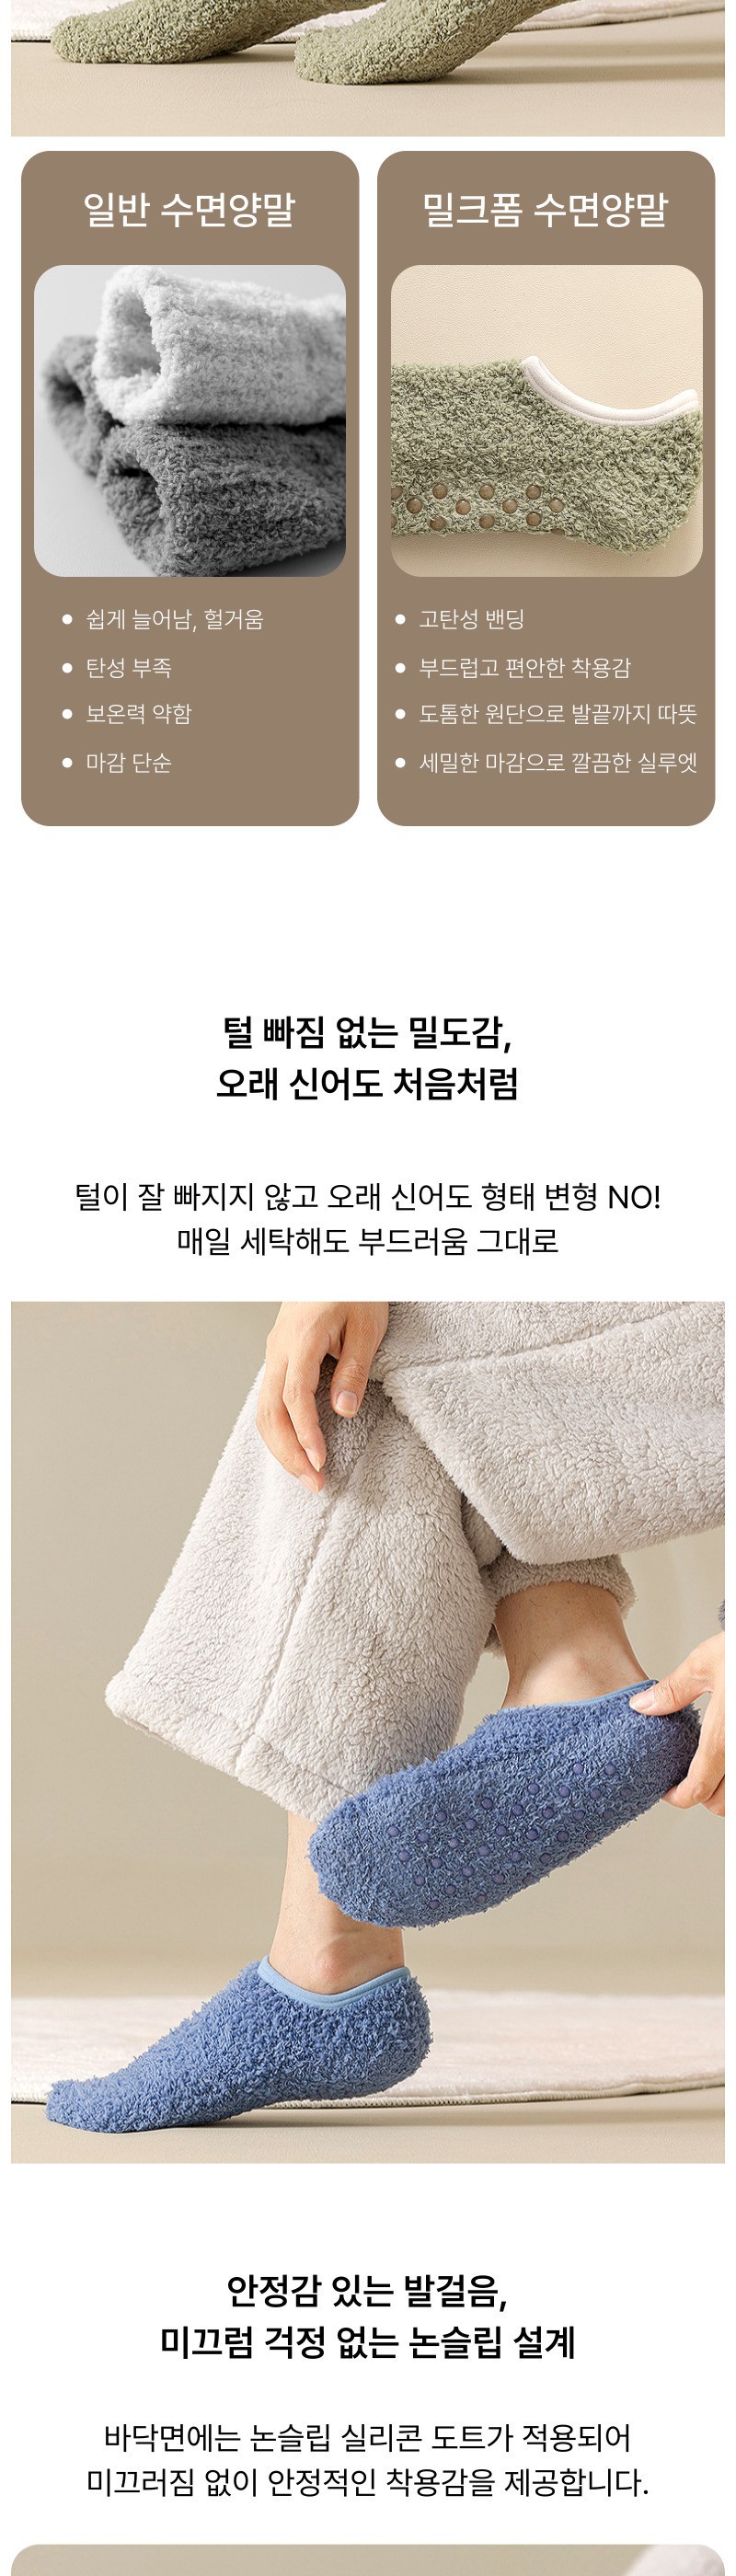 일반 수면양말
쉽게 늘어남, 헐거움
탄성 부족
보온력 약함
마감 단순
밀크폼 수면양말
고탄성 밴딩
부드럽고 편안한 착용감
도톰한 원단으로 발끝까지 따뜻
세밀한 마감으로 깔끔한 실루엣
털 빠짐 없는 밀도감,
오래 신어도 처음처럼
털이 잘 빠지지 않고 오래 신어도 형태 변형 NO!
매일 세탁해도 부드러움 그대로
안정감 있는 발걸음,
미끄럼 걱정 없는 논슬립 설계
바닥면에는 논슬립 실리콘 도트가 적용되어
미끄러짐 없이 안정적인 착용감을 제공합니다.